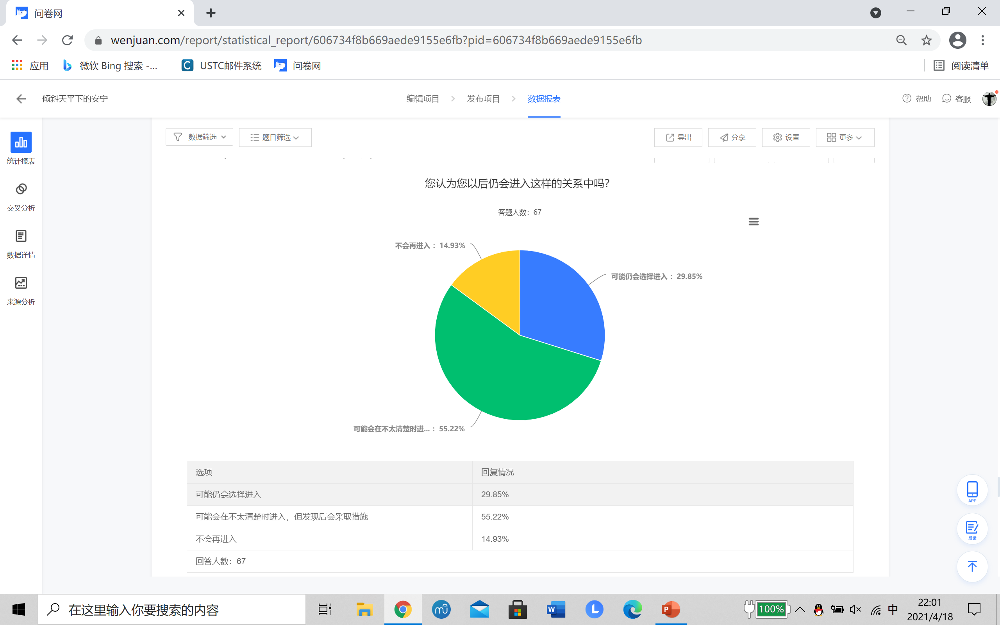 问卷网
wenjuan.com/report/statistical_report/606734f8b669aede9155e6fb?pid=606734f8b669aede9155e6fb
应用 微软 Bing 搜索 -... USTC邮件系统 问卷网 阅读清单
倾斜天平下的安宁 编辑项目 发布项目 数据报表 帮助 客服
数据筛选 题目筛选 导出 分享 设置 更多
统计报表
交叉分析
数据详情
来源分析
您认为您以后仍会进入这样的关系中吗？
答题人数：67
不会再进入： 14.93%
可能仍会选择进入： 29.85%
可能会在不太清楚时进...： 55.22%
选项 回复情况
可能仍会选择进入 29.85%
可能会在不太清楚时进入，但发现后会采取措施 55.22%
不会再进入 14.93%
回答人数：67
APP
反馈
在这里输入你要搜索的内容
100%
中
22:01
2021/4/18